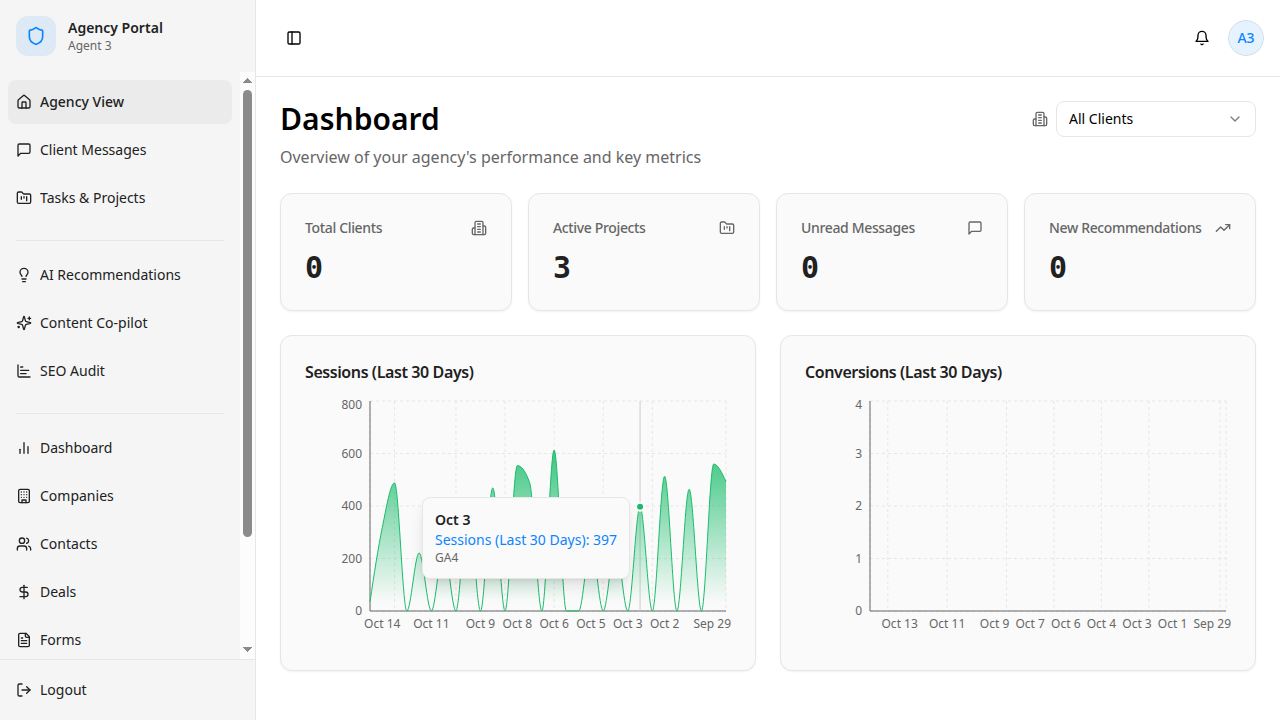 Agency Portal
Agent 3
Agency View
Client Messages
Tasks & Projects
AI Recommendations
Content Co-pilot
SEO Audit
Dashboard
Companies
Contacts
Deals
Forms
Logout
A3
Dashboard
All Clients
Overview of your agency's performance and key metrics
Total Clients
0
Active Projects
3
Unread Messages
0
New Recommendations
0
Sessions (Last 30 Days)
800
600
400
200
0
Oct 14 Oct 11 Oct 9 Oct 8 Oct 6 Oct 5 Oct 3 Oct 2 Sep 29
Oct 3
Sessions (Last 30 Days): 397
GA4
Conversions (Last 30 Days)
4
3
2
1
0
Oct 13 Oct 11 Oct 9 Oct 7 Oct 6 Oct 4 Oct 3 Oct 1 Sep 29